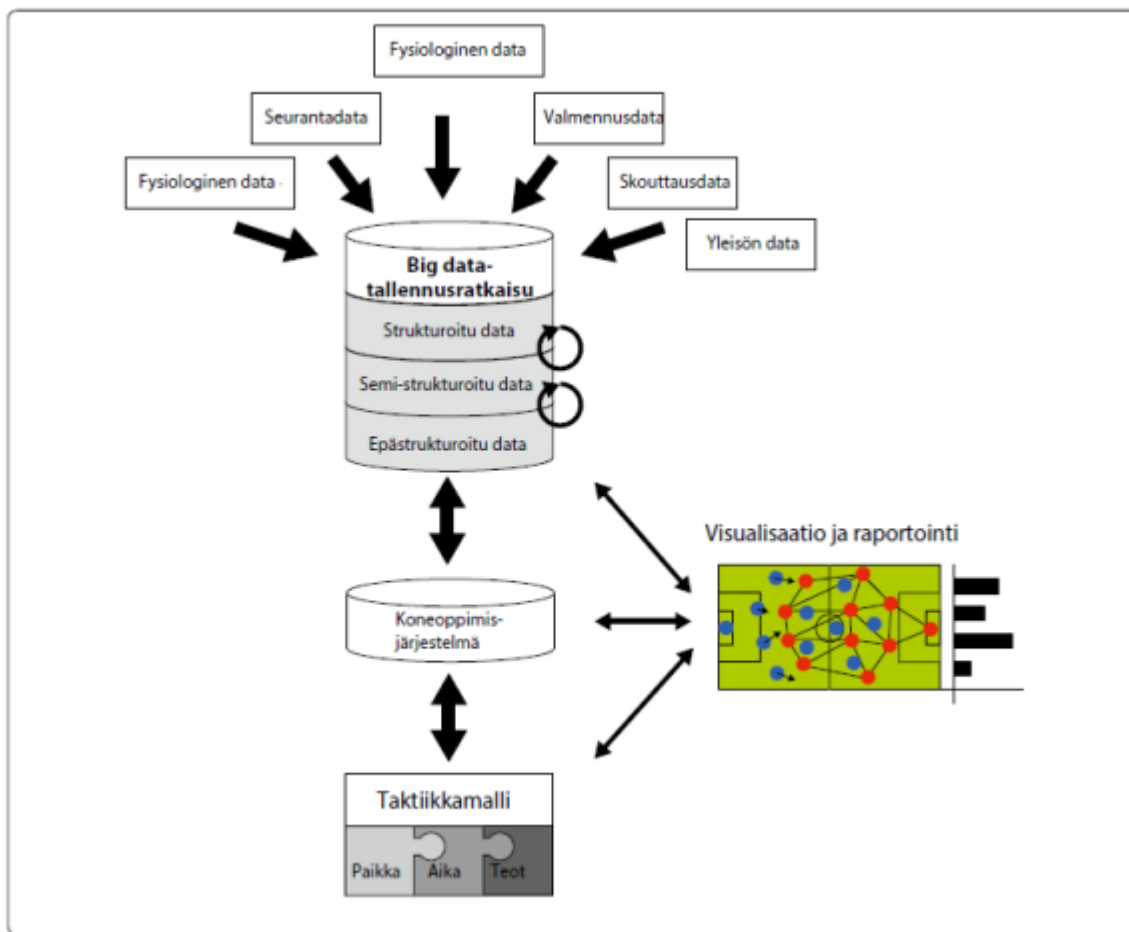 Fysiologinen data
Seurantadata
Valmennusdata
Fysiologinen data
Skouttausdata
Yleisön data
Big data-
tallennusratkaisu
Strukturoitu data
Semi-strukturoitu data
Epästrukturoitu data
Visualisaatio ja raportointi
Koneoppimis-
järjestelmä
Taktiikkamalli
Paikka Aika Teot